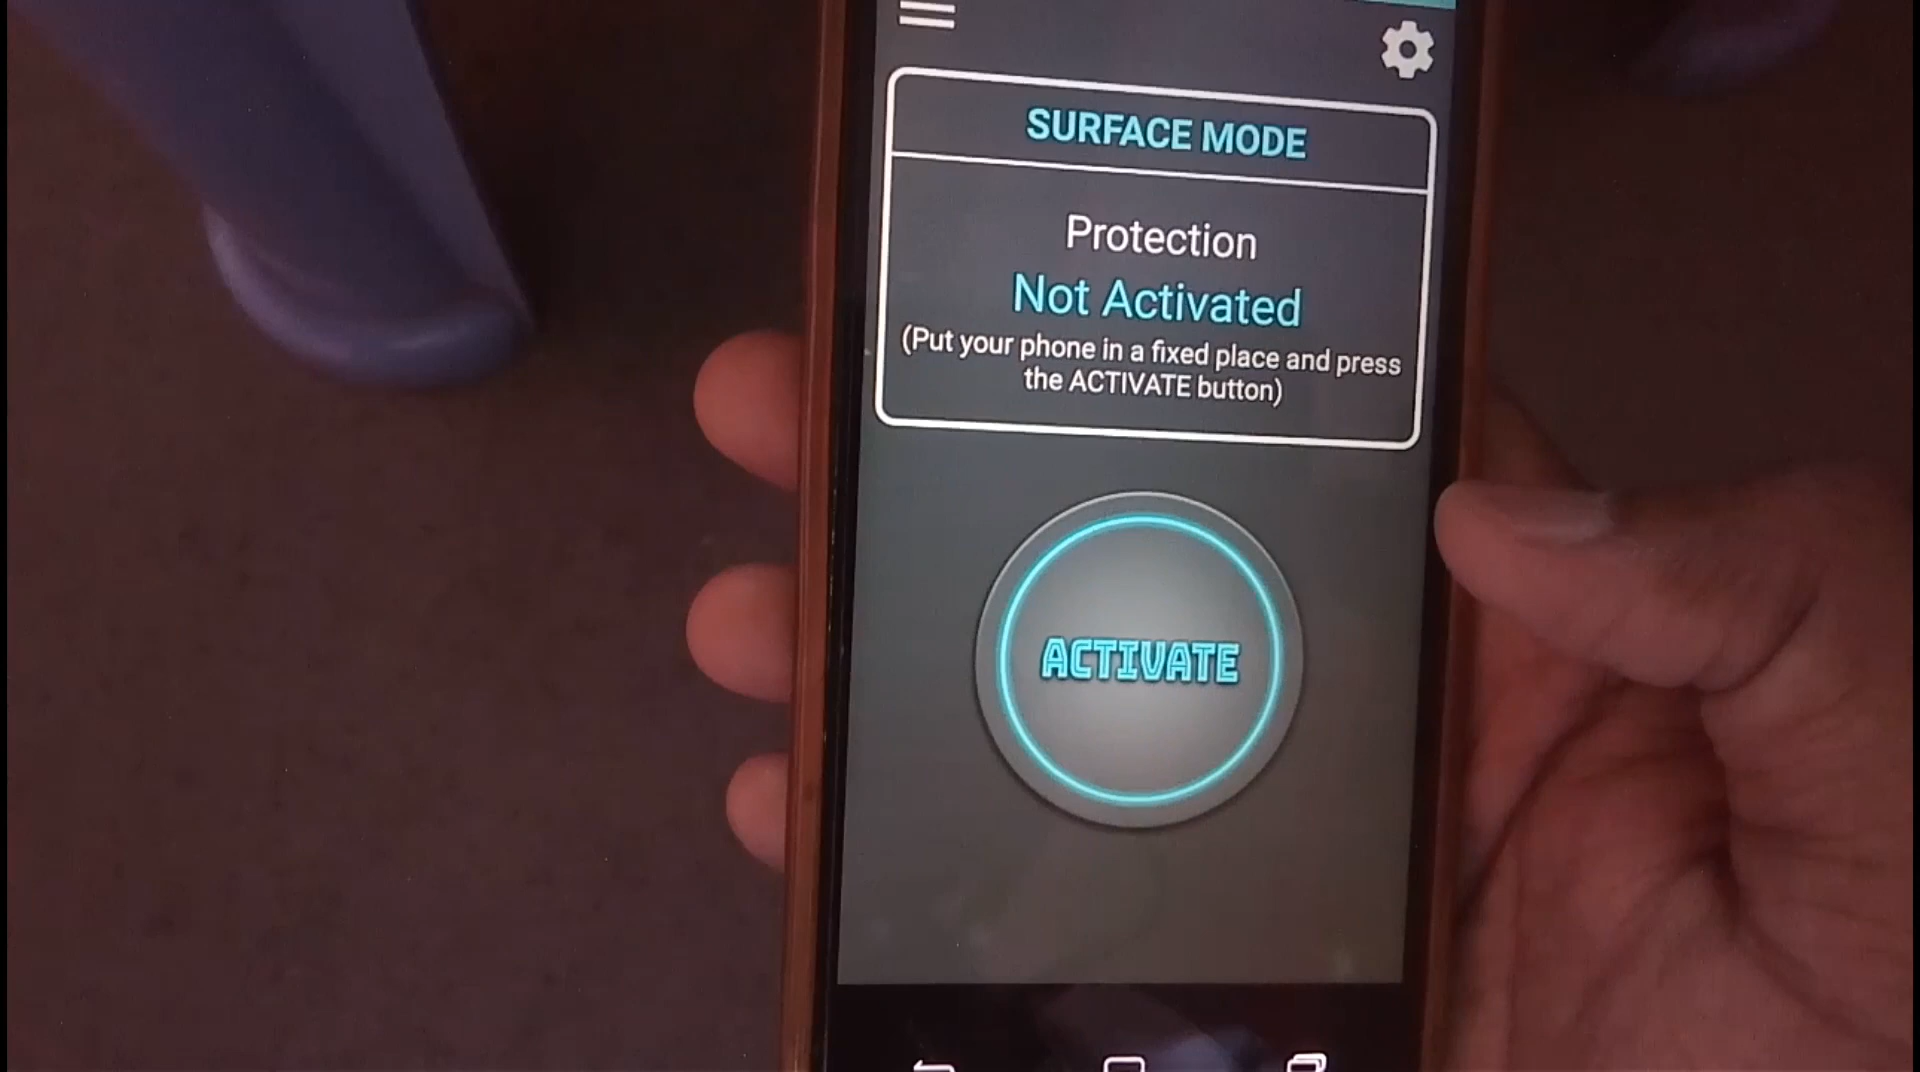 SURFACE MODE
Protection
Not Activated
(Put your phone in a fixed place and press
the ACTIVATE button)
ACTIVATE